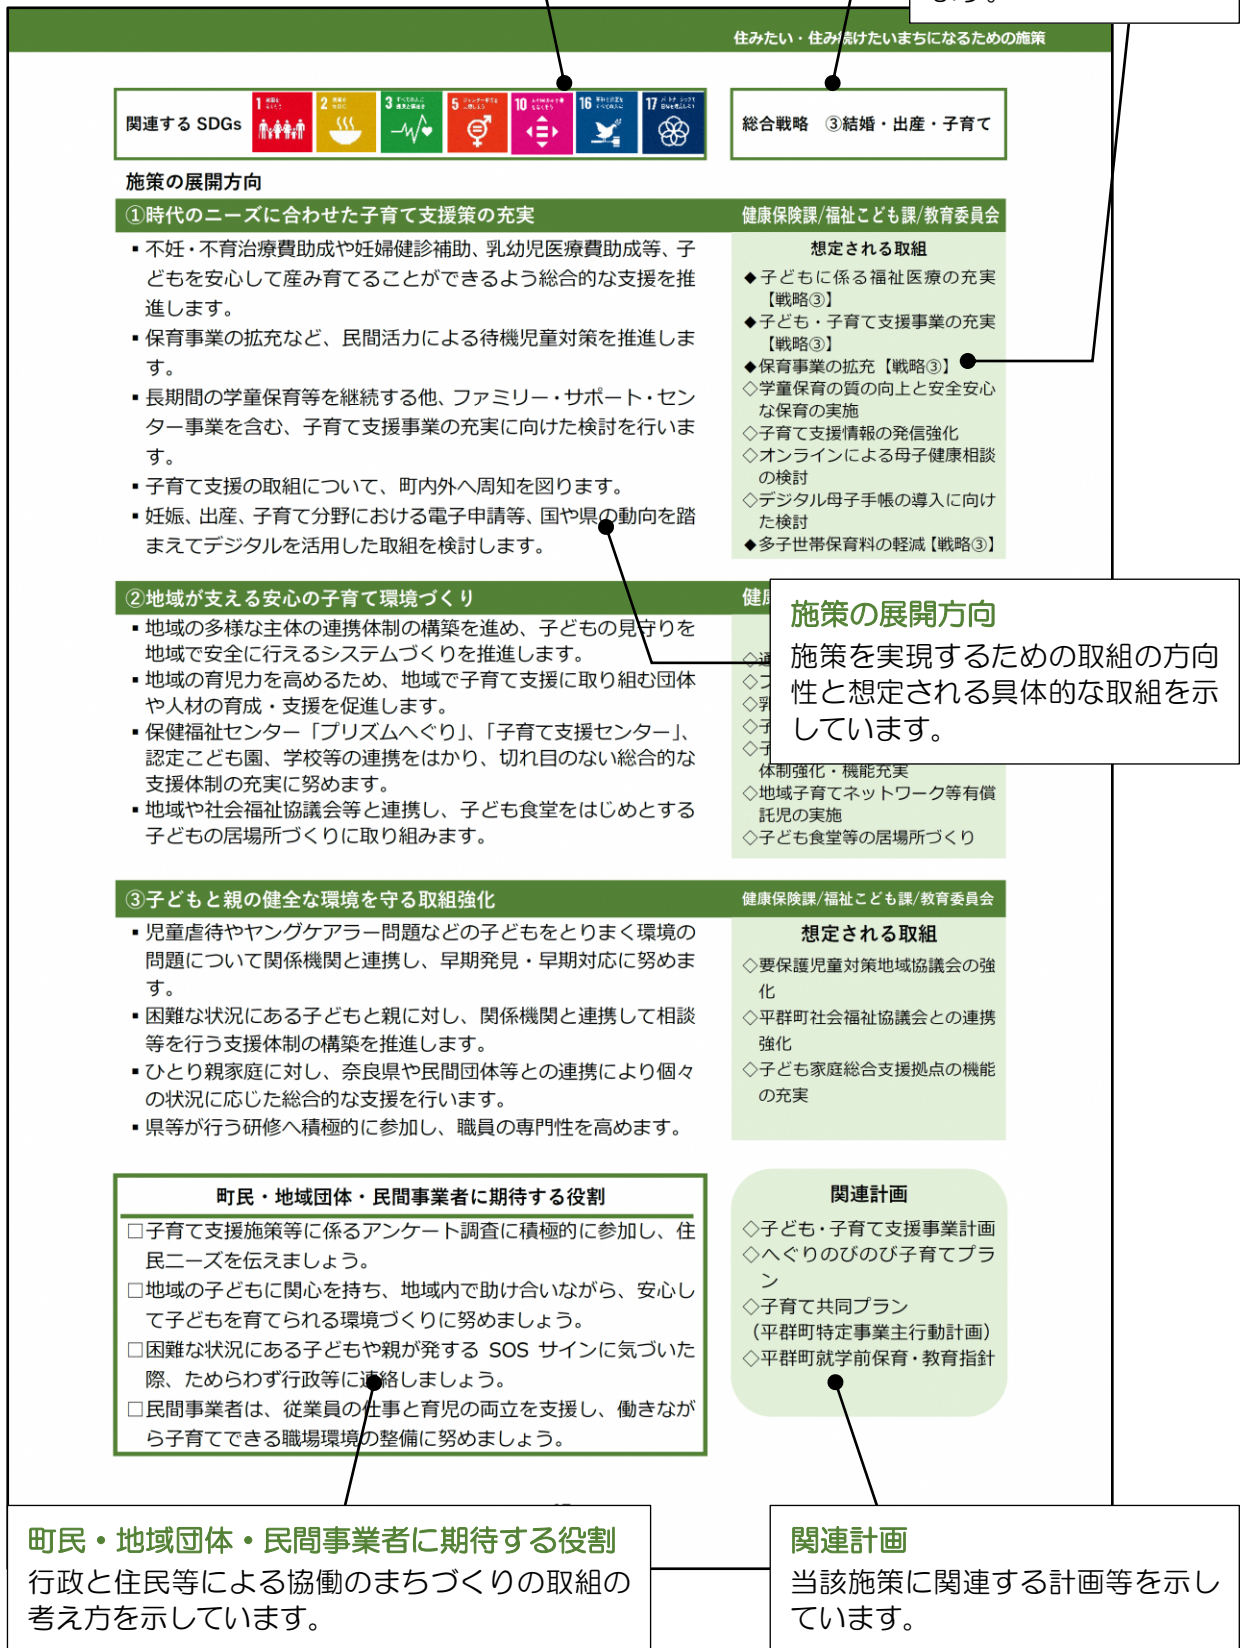 住みたい・住み続けたいまちになるための施策
関連する SDGs
1
2
3 すべての人に
5
10
16
17
総合戦略　③結婚・出産・子育て
施策の展開方向
①時代のニーズに合わせた子育て支援策の充実
▪不妊・不育治療費助成や妊婦健診補助、乳幼児医療費助成等、子
どもを安心して産み育てることができるよう総合的な支援を推
進します。
▪保育事業の拡充など、民間活力による待機児童対策を推進しま
す。
▪長期間の学童保育等を継続する他、ファミリー・サポート・セン
ター事業を含む、子育て支援事業の充実に向けた検討を行いま
す。
▪子育て支援の取組について、町内外へ周知を図ります。
▪妊娠、出産、子育て分野における電子申請等、国や県の動向を踏
まえてデジタルを活用した取組を検討します。
健康保険課/福祉こども課/教育委員会
想定される取組
◆子どもに係る福祉医療の充実
【戦略③】
◆子ども・子育て支援事業の充実
【戦略③】
◆保育事業の拡充【戦略③】
◇学童保育の質の向上と安全安心
な保育の実施
◇子育て支援情報の発信強化
◇オンラインによる母子健康相談
の検討
◇デジタル母子手帳の導入に向け
た検討
◆多子世帯保育料の軽減【戦略③】
②地域が支える安心の子育て環境づくり
▪地域の多様な主体の連携体制の構築を進め、子どもの見守りを
地域で安全に行えるシステムづくりを推進します。
▪地域の育児力を高めるため、地域で子育て支援に取り組む団体
や人材の育成・支援を促進します。
▪保健福祉センター「プリズムへぐり」、「子育て支援センター」、
認定こども園、学校等の連携をはかり、切れ目のない総合的な
支援体制の充実に努めます。
▪地域や社会福祉協議会等と連携し、子ども食堂をはじめとする
子どもの居場所づくりに取り組みます。
施策の展開方向
施策を実現するための取組の方向
性と想定される具体的な取組を示
しています。
体制強化・機能充実
◇地域子育てネットワーク等有償
託児の実施
◇子ども食堂等の居場所づくり
③子どもと親の健全な環境を守る取組強化
▪児童虐待やヤングケアラー問題などの子どもをとりまく環境の
問題について関係機関と連携し、早期発見・早期対応に努めま
す。
▪困難な状況にある子どもと親に対し、関係機関と連携して相談
等を行う支援体制の構築を推進します。
▪ひとり親家庭に対し、奈良県や民間団体等との連携により個々
の状況に応じた総合的な支援を行います。
▪県等が行う研修へ積極的に参加し、職員の専門性を高めます。
健康保険課/福祉こども課/教育委員会
想定される取組
◇要保護児童対策地域協議会の強
化
◇平群町社会福祉協議会との連携
強化
◇子ども家庭総合支援拠点の機能
の充実
町民・地域団体・民間事業者に期待する役割
□子育て支援施策等に係るアンケート調査に積極的に参加し、住
民ニーズを伝えましょう。
□地域の子どもに関心を持ち、地域内で助け合いながら、安心し
て子どもを育てられる環境づくりに努めましょう。
□困難な状況にある子どもや親が発する SOS サインに気づいた
際、ためらわず行政等に連絡しましょう。
□民間事業者は、従業員の仕事と育児の両立を支援し、働きなが
ら子育てできる職場環境の整備に努めましょう。
関連計画
◇子ども・子育て支援事業計画
◇へぐりのびのび子育てプラ
ン
◇子育て共同プラン
（平群町特定事業主行動計画）
◇平群町就学前保育・教育指針
町民・地域団体・民間事業者に期待する役割
行政と住民等による協働のまちづくりの取組の
考え方を示しています。
関連計画
当該施策に関連する計画等を示し
ています。